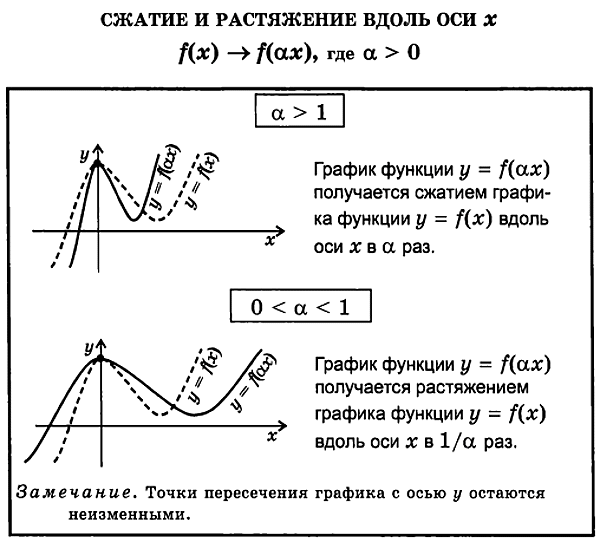 СЖАТИЕ И РАСТЯЖЕНИЕ ВДОЛЬ ОСИ x
f(x) → f(αx), где α > 0
α > 1
y
y = f(αx)
y = f(x)
x
График функции y = f(αx)
получается сжатием графи-
ка функции y = f(x) вдоль
оси x в α раз.
0 < α < 1
y
y = f(x)
y = f(αx)
x
График функции y = f(αx)
получается растяжением
графика функции y = f(x)
вдоль оси x в 1/α раз.
Замечание. Точки пересечения графика с осью y остаются
неизменными.